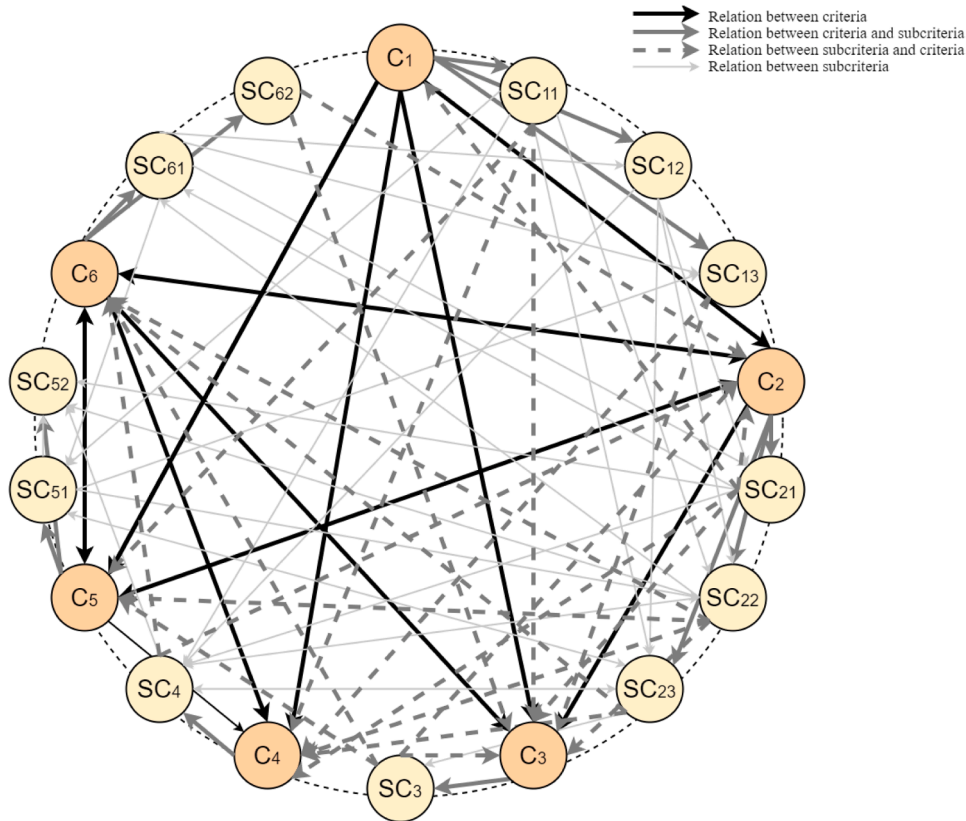 Relation between criteria
Relation between criteria and subcriteria
Relation between subcriteria and criteria
Relation between subcriteria
C1
SC62
SC11
SC61
SC12
C6
SC13
SC52
C2
SC51
SC21
C5
SC22
SC4
SC23
C4
C3
SC3